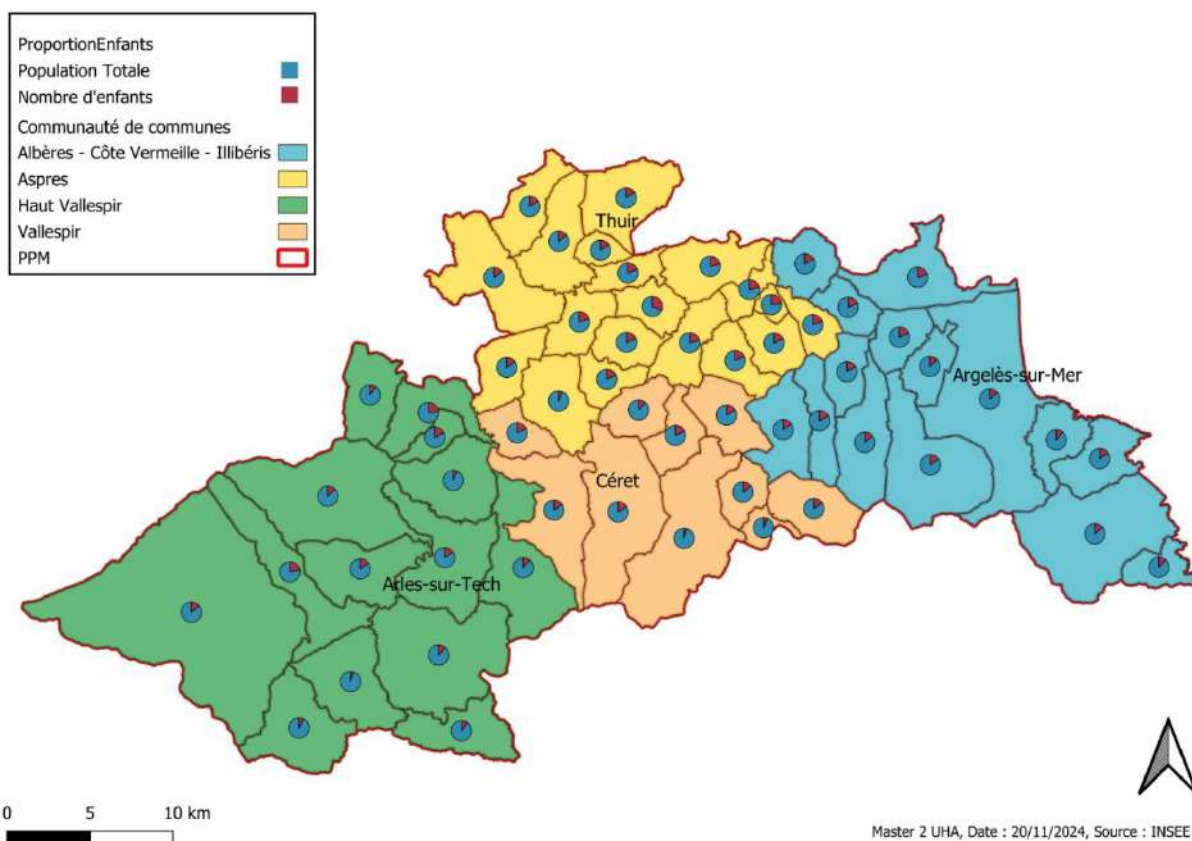 ProportionEnfants
Population Totale
Nombre d'enfants
Communauté de communes
Albères - Côte Vermeille - Illibéris
Aspres
Haut Vallespir
Vallespir
PPM
Thuir
Argelès-sur-Mer
Céret
Arles-sur-Tech
0 5 10 km
Master 2 UHA, Date : 20/11/2024, Source : INSEE